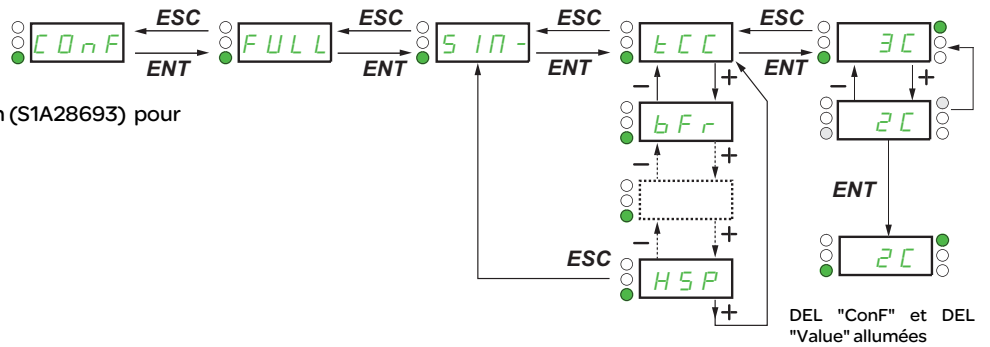 ESC ESC ESC ESC
COnF FULL SIM- tCC 3C
ENT ENT ENT ENT
n (S1A28693) pour
- +
- +
bFr 2C
- +
ENT
- +
ESC
HSP 2C
+
DEL "ConF" et DEL
"Value" allumées